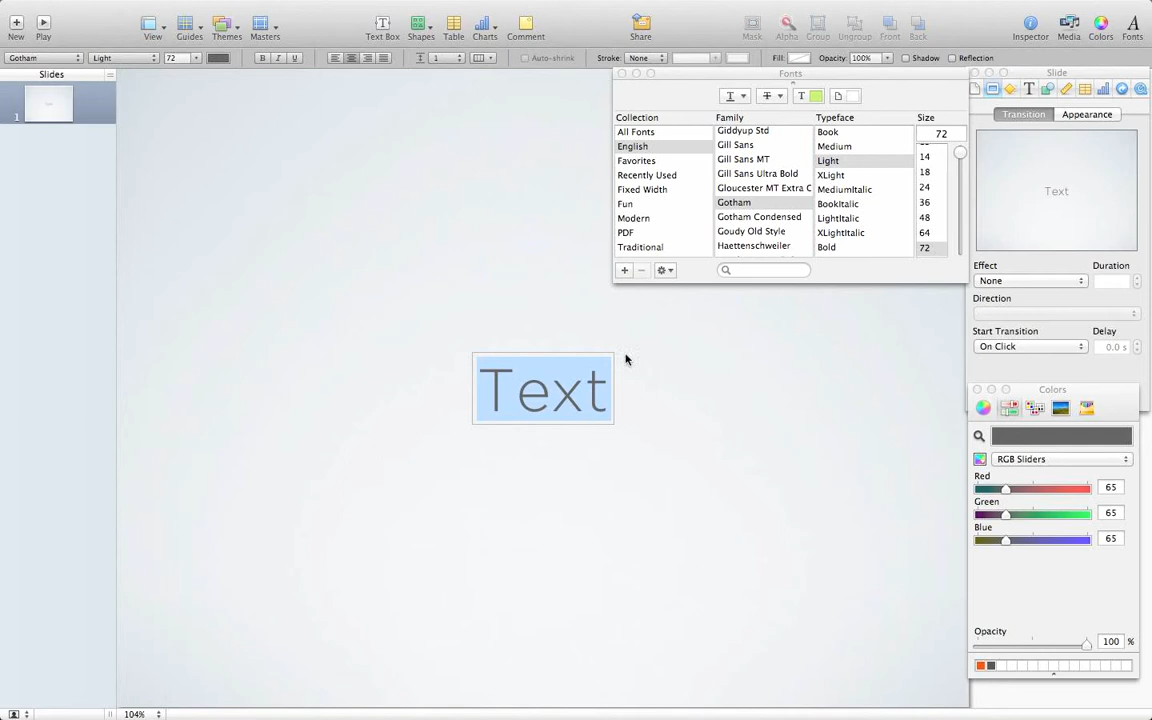 New Play View Guides Themes Masters Text Box Shapes Table Charts Comment Share Mask Alpha Group Ungroup Front Back Inspector Media Colors Fonts
Gotham Light 72 B I U 1 Auto-shrink Stroke: None Fill: Opacity: 100% Shadow Reflection
Slides
1
Fonts
Collection Family Typeface Size
All Fonts Giddyup Std Book 72
English Gill Sans Medium
Favorites Gill Sans MT Light 14
Recently Used Gill Sans Ultra Bold XLight 18
Fixed Width Gloucester MT Extra C MediumItalic 24
Fun Gotham BookItalic 36
Modern Gotham Condensed LightItalic 48
PDF Goudy Old Style XLightItalic 64
Traditional Haettenschweiler Bold 72
Slide
Transition Appearance
Text
Effect Duration
None
Direction
Start Transition Delay
On Click 0.0 s
Text
Colors
RGB Sliders
Red
65
Green
65
Blue
65
Opacity
100 %
104%